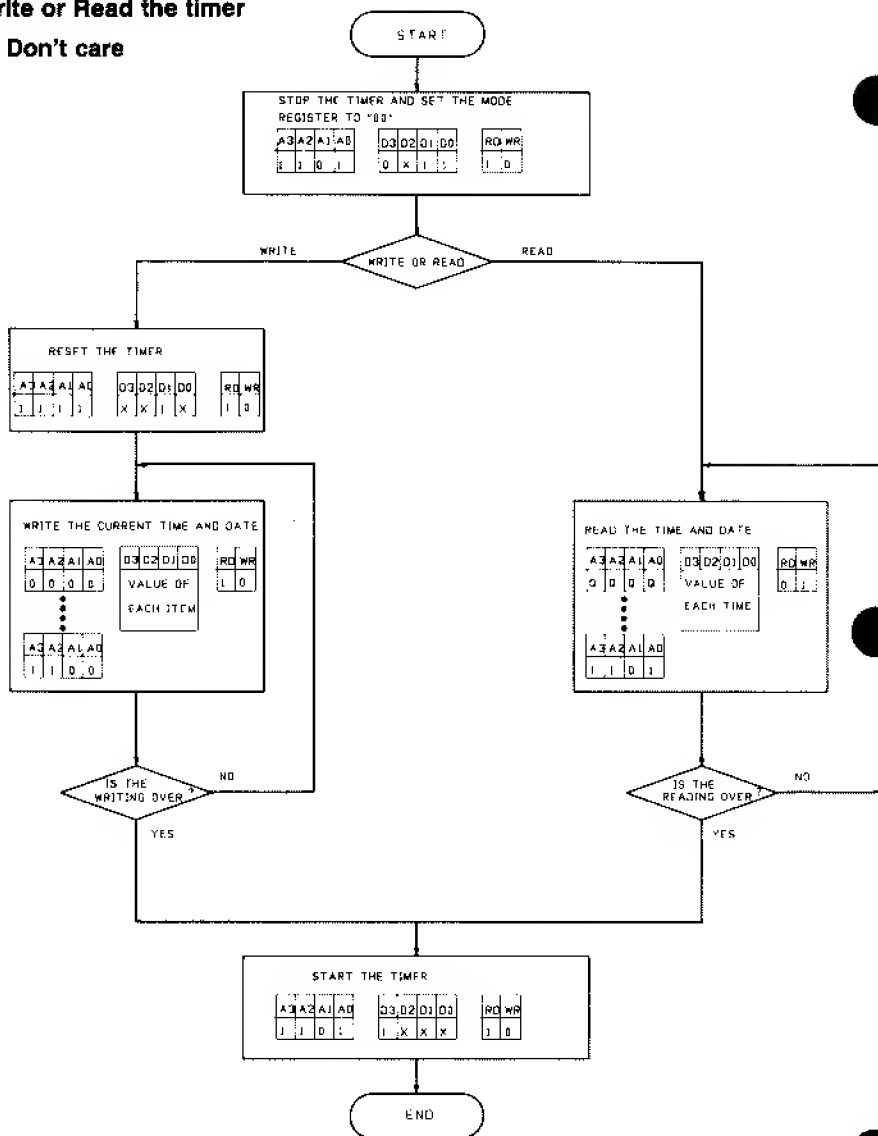 rite or Read the timer
Don't care
START
STOP THE TIMER AND SET THE MODE
REGISTER TO "00"
A3 A2 A1 A0 D3 D2 D1 D0 RD WR
1 1 0 1 0 X 1 1 1 0
WRITE WRITE OR READ READ
RESET THE TIMER
A3 A2 A1 A0 D3 D2 D1 D0 RD WR
1 1 1 1 X X 1 X 1 0
WRITE THE CURRENT TIME AND DATE
A3 A2 A1 A0 D3 D2 D1 D0 RD WR
0 0 0 0 VALUE OF 1 0
EACH ITEM
A3 A2 A1 A0
1 1 0 0
READ THE TIME AND DATE
A3 A2 A1 A0 D3 D2 D1 D0 RD WR
0 0 0 0 VALUE OF 0 1
EACH TIME
A3 A2 A1 A0
1 1 0 1
IS THE
WRITING OVER ?
NO
YES
IS THE
READING OVER ?
NO
YES
START THE TIMER
A3 A2 A1 A0 D3 D2 D1 D0 RD WR
1 1 0 1 1 X X X 1 0
END